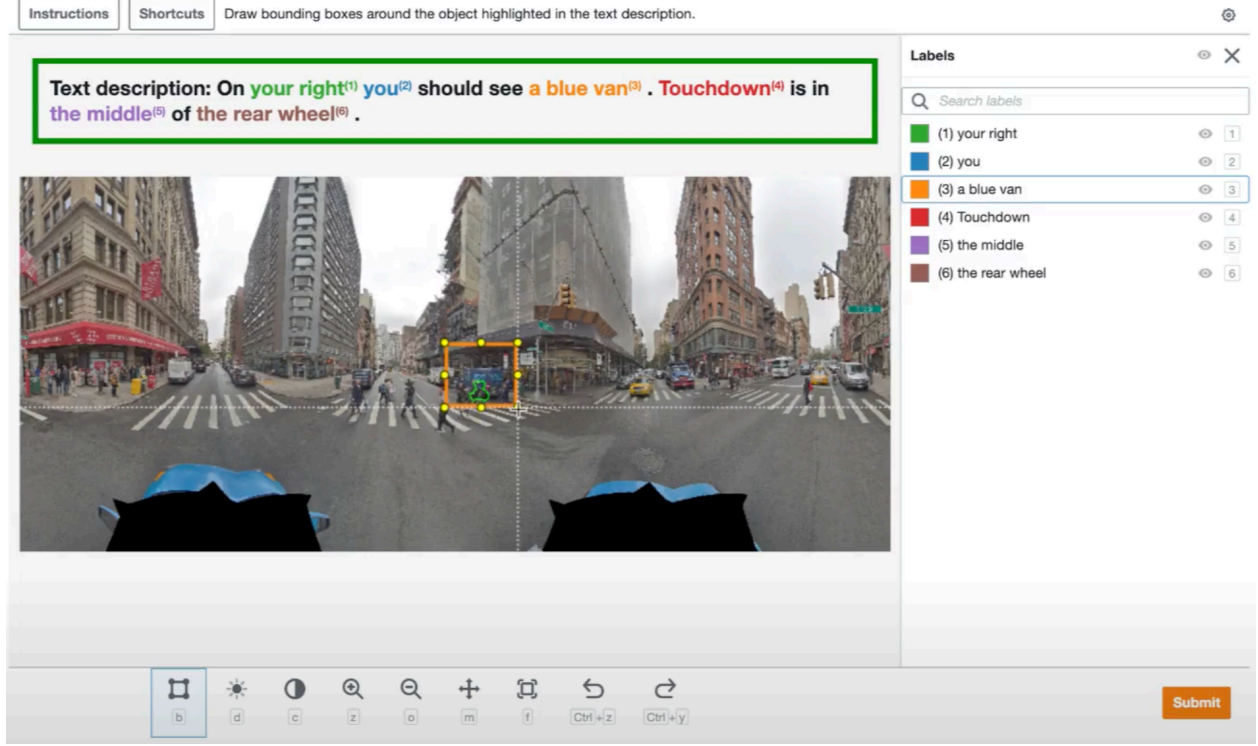 Instructions
Shortcuts
Draw bounding boxes around the object highlighted in the text description.
Text description: On your right(1) you(2) should see a blue van(3) . Touchdown(4) is in
the middle(5) of the rear wheel(6) .
Labels
Search labels
(1) your right 1
(2) you 2
(3) a blue van 3
(4) Touchdown 4
(5) the middle 5
(6) the rear wheel 6
b
d
c
z
o
m
f
Ctrl+z
Ctrl+y
Submit